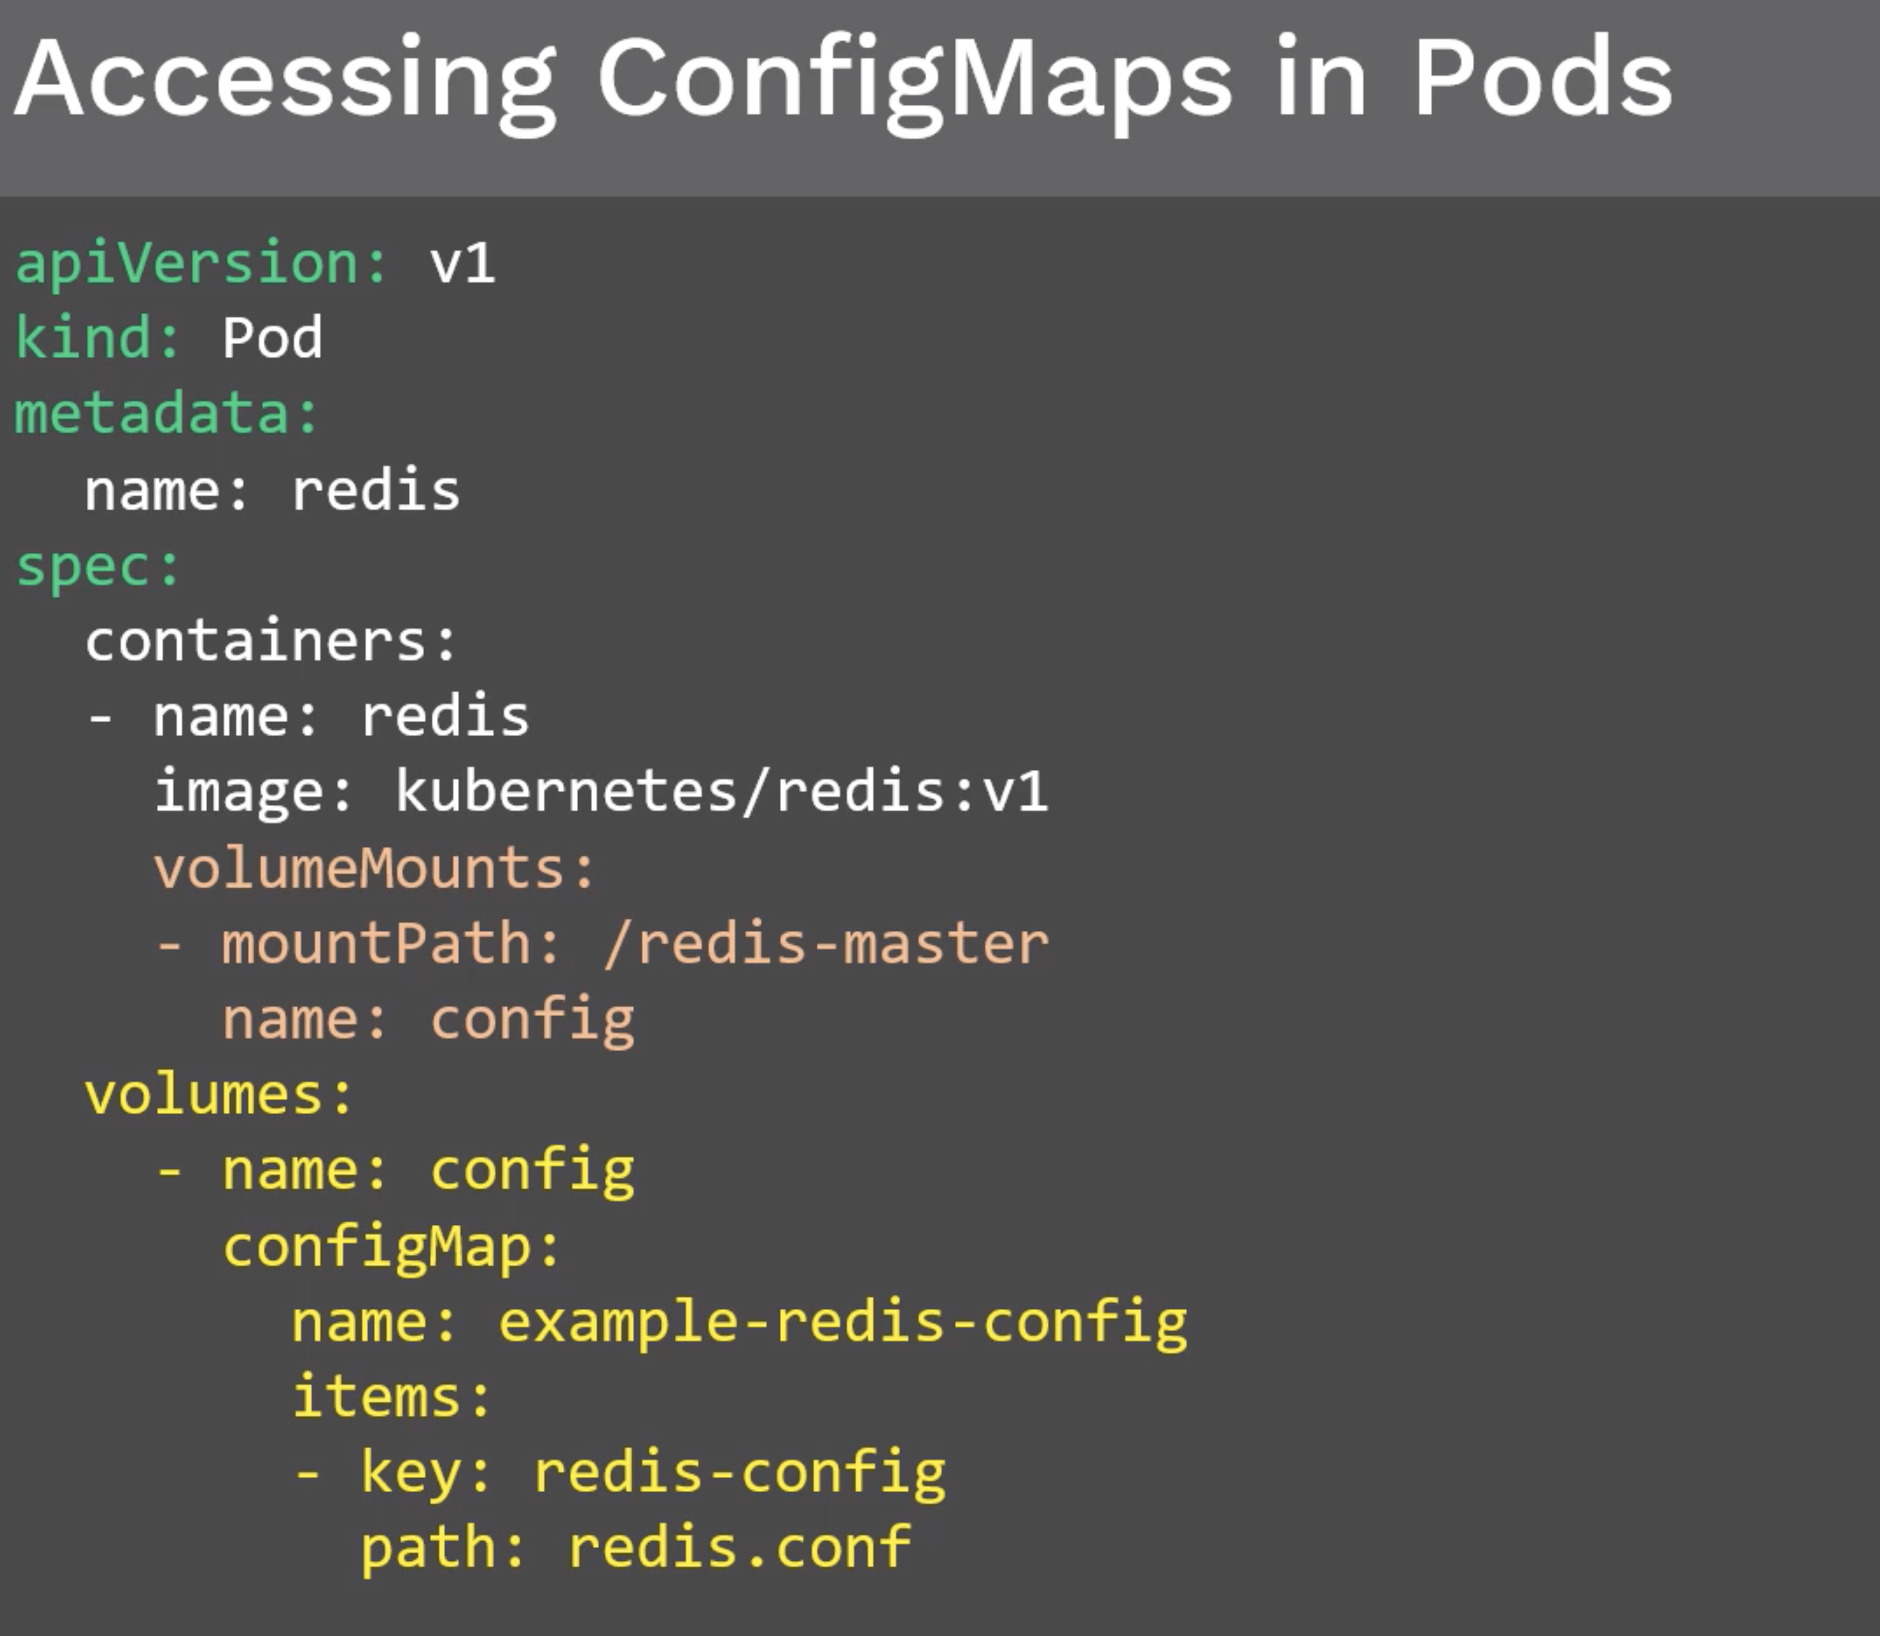 Accessing ConfigMaps in Pods
apiVersion: v1
kind: Pod
metadata:
  name: redis
spec:
  containers:
  - name: redis
    image: kubernetes/redis:v1
    volumeMounts:
    - mountPath: /redis-master
      name: config
  volumes:
    - name: config
      configMap:
        name: example-redis-config
        items:
        - key: redis-config
          path: redis.conf